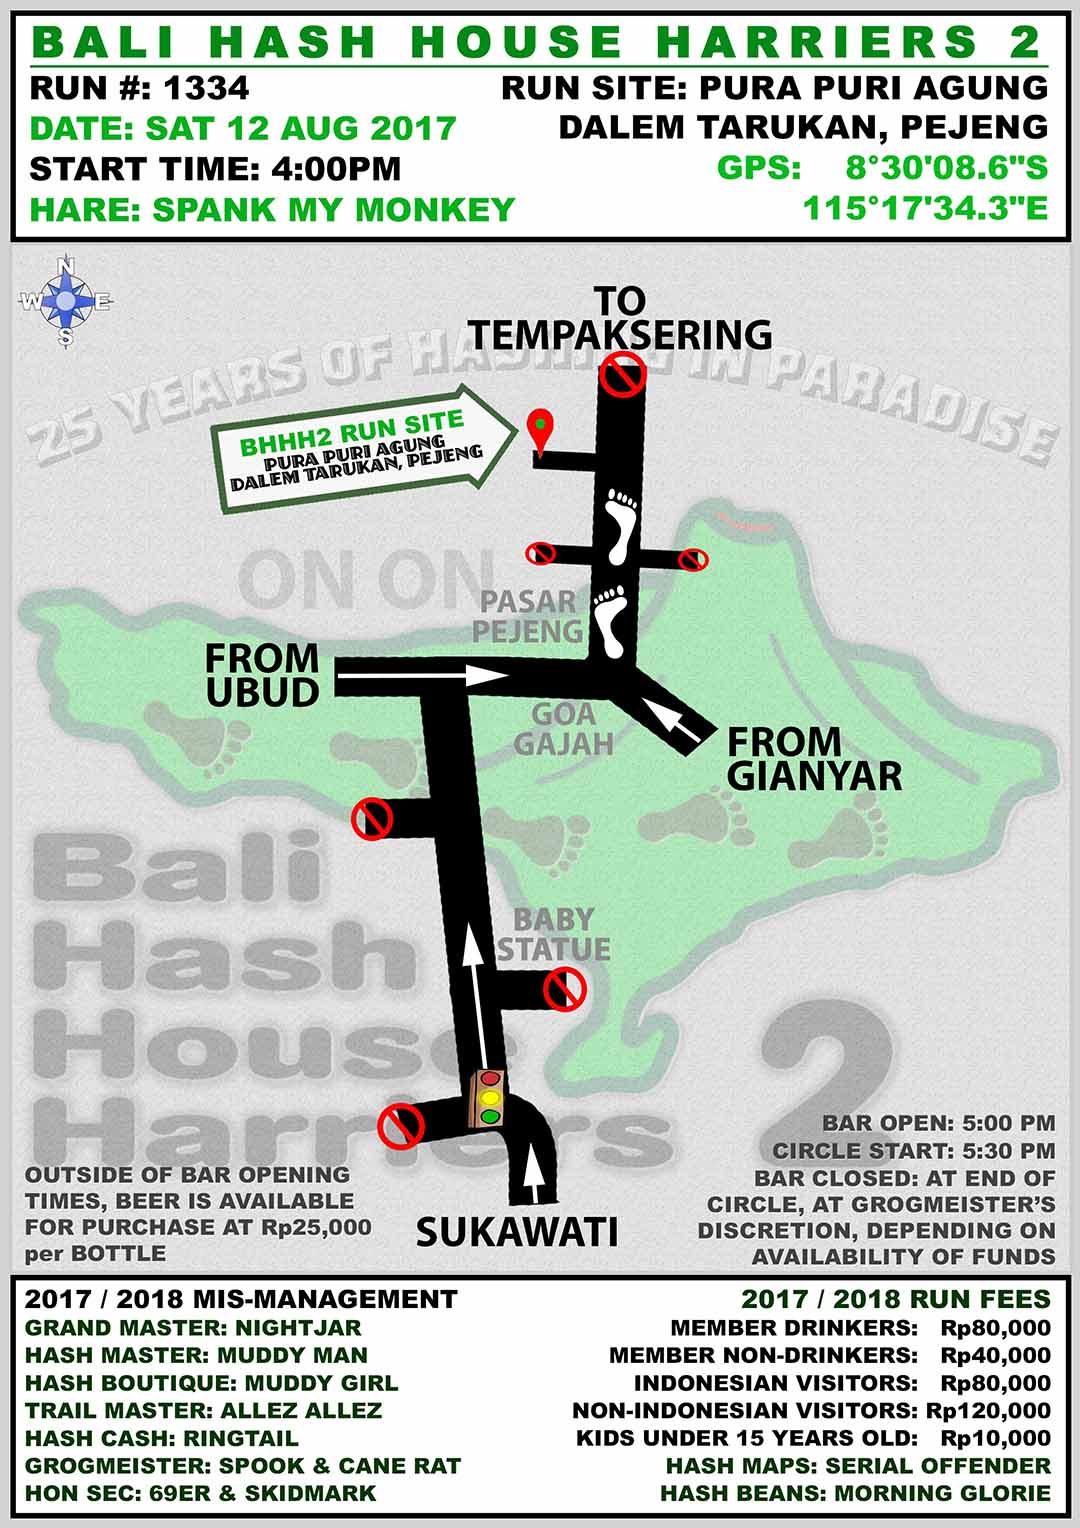 BALI HASH HOUSE HARRIERS 2
RUN #: 1334
DATE: SAT 12 AUG 2017
START TIME: 4:00PM
HARE: SPANK MY MONKEY
RUN SITE: PURA PURI AGUNG
DALEM TARUKAN, PEJENG
GPS: 8°30'08.6"S
115°17'34.3"E
N
W E
S
TO
TEMPAKSERING
25 YEARS OF HASHING IN PARADISE
BHHH2 RUN SITE
PURA PURI AGUNG
DALEM TARUKAN, PEJENG
ON ON
PASAR
PEJENG
FROM
UBUD
GOA
GAJAH
FROM
GIANYAR
BABY
STATUE
Bali
Hash
House
Harriers 2
SUKAWATI
OUTSIDE OF BAR OPENING
TIMES, BEER IS AVAILABLE
FOR PURCHASE AT Rp25,000
per BOTTLE
BAR OPEN: 5:00 PM
CIRCLE START: 5:30 PM
BAR CLOSED: AT END OF
CIRCLE, AT GROGMEISTER'S
DISCRETION, DEPENDING ON
AVAILABILITY OF FUNDS
2017 / 2018 MIS-MANAGEMENT
GRAND MASTER: NIGHTJAR
HASH MASTER: MUDDY MAN
HASH BOUTIQUE: MUDDY GIRL
TRAIL MASTER: ALLEZ ALLEZ
HASH CASH: RINGTAIL
GROGMEISTER: SPOOK & CANE RAT
HON SEC: 69ER & SKIDMARK
2017 / 2018 RUN FEES
MEMBER DRINKERS: Rp80,000
MEMBER NON-DRINKERS: Rp40,000
INDONESIAN VISITORS: Rp80,000
NON-INDONESIAN VISITORS: Rp120,000
KIDS UNDER 15 YEARS OLD: Rp10,000
HASH MAPS: SERIAL OFFENDER
HASH BEANS: MORNING GLORIE